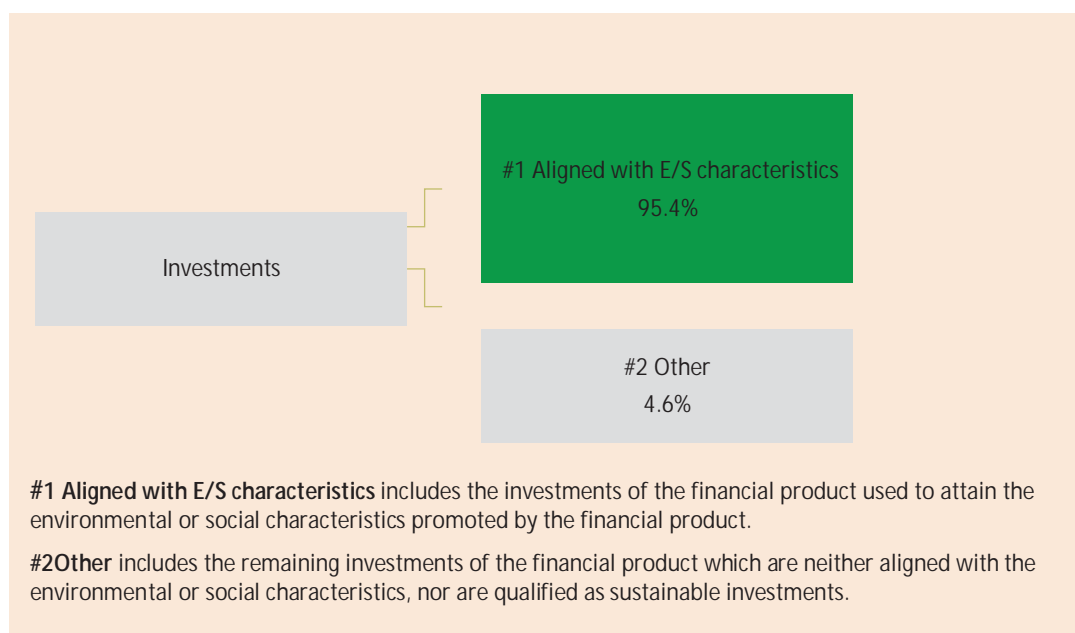 #1 Aligned with E/S characteristics
95.4%
Investments
#2 Other
4.6%
#1 Aligned with E/S characteristics includes the investments of the financial product used to attain the
environmental or social characteristics promoted by the financial product.
#2Other includes the remaining investments of the financial product which are neither aligned with the
environmental or social characteristics, nor are qualified as sustainable investments.